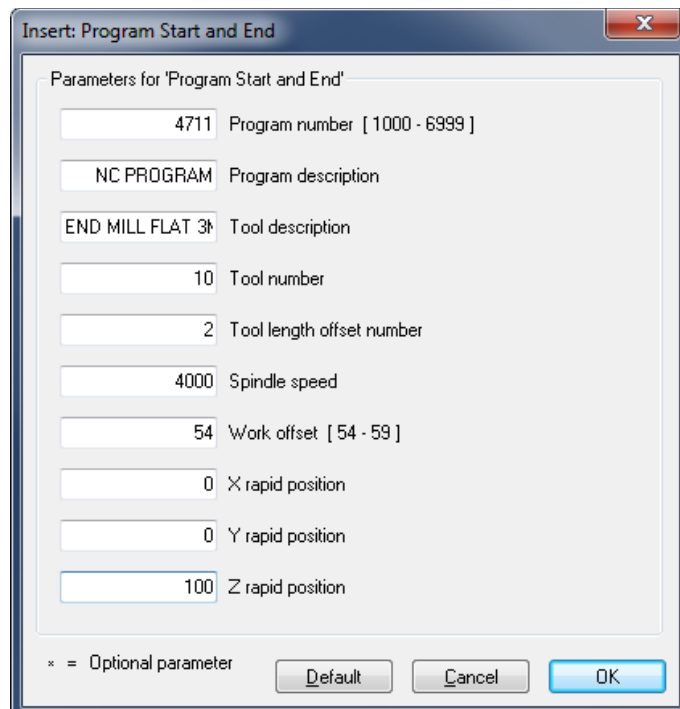 Insert: Program Start and End
Parameters for 'Program Start and End'
4711 Program number [ 1000 - 6999 ]
NC PROGRAM Program description
END MILL FLAT 3 Tool description
10 Tool number
2 Tool length offset number
4000 Spindle speed
54 Work offset [ 54 - 59 ]
0 X rapid position
0 Y rapid position
100 Z rapid position
* = Optional parameter
Default Cancel OK